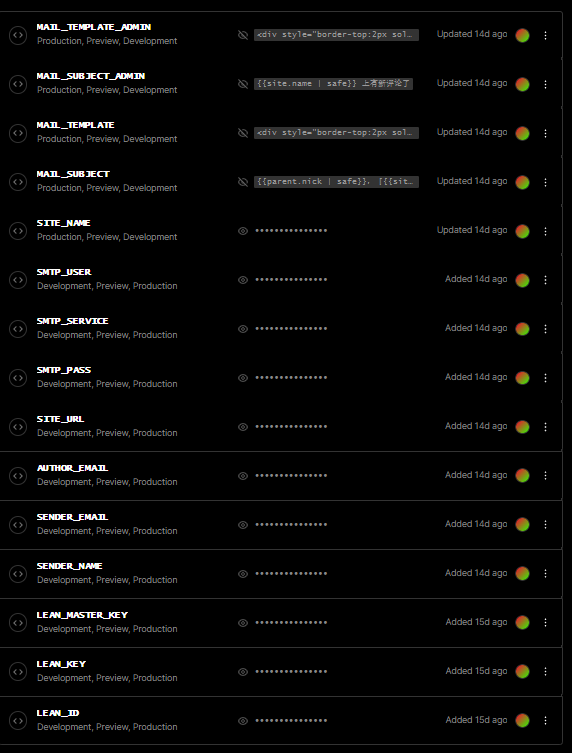 MAIL_TEMPLATE_ADMIN
Production, Preview, Development
<div style="border-top:2px sol…
Updated 14d ago
MAIL_SUBJECT_ADMIN
Production, Preview, Development
{{site.name | safe}} 上有新评论了
Updated 14d ago
MAIL_TEMPLATE
Production, Preview, Development
<div style="border-top:2px sol…
Updated 14d ago
MAIL_SUBJECT
Production, Preview, Development
{{parent.nick | safe}}, 『{{sit…
Updated 14d ago
SITE_NAME
Production, Preview, Development
•••••••••••••••
Updated 14d ago
SMTP_USER
Development, Preview, Production
•••••••••••••••
Added 14d ago
SMTP_SERVICE
Development, Preview, Production
•••••••••••••••
Added 14d ago
SMTP_PASS
Development, Preview, Production
•••••••••••••••
Added 14d ago
SITE_URL
Development, Preview, Production
•••••••••••••••
Added 14d ago
AUTHOR_EMAIL
Development, Preview, Production
•••••••••••••••
Added 14d ago
SENDER_EMAIL
Development, Preview, Production
•••••••••••••••
Added 14d ago
SENDER_NAME
Development, Preview, Production
•••••••••••••••
Added 14d ago
LEAN_MASTER_KEY
Development, Preview, Production
•••••••••••••••
Added 15d ago
LEAN_KEY
Development, Preview, Production
•••••••••••••••
Added 15d ago
LEAN_ID
Development, Preview, Production
•••••••••••••••
Added 15d ago